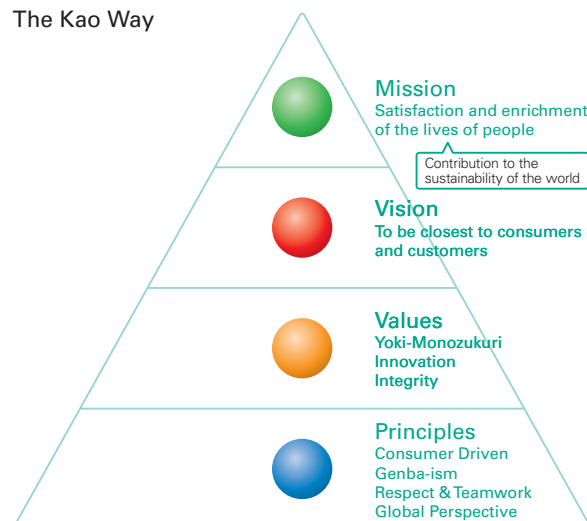 The Kao Way
Mission
Satisfaction and enrichment
of the lives of people
Contribution to the
sustainability of the world
Vision
To be closest to consumers
and customers
Values
Yoki-Monozukuri
Innovation
Integrity
Principles
Consumer Driven
Genba-ism
Respect & Teamwork
Global Perspective